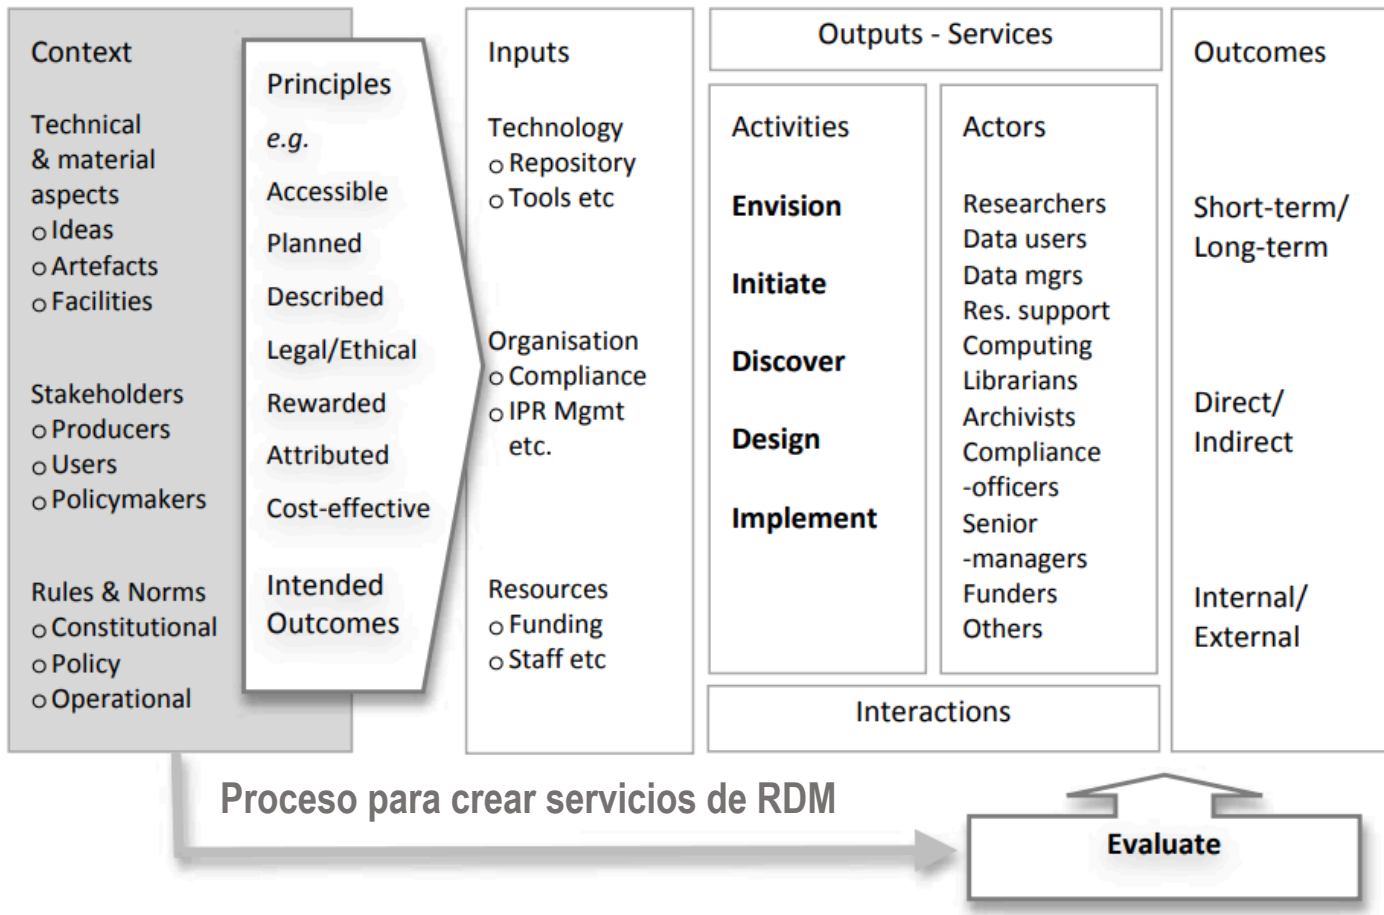 Context
Technical
& material
aspects
o Ideas
o Artefacts
o Facilities
Stakeholders
o Producers
o Users
o Policymakers
Rules & Norms
o Constitutional
o Policy
o Operational
Principles
e.g.
Accessible
Planned
Described
Legal/Ethical
Rewarded
Attributed
Cost-effective
Intended
Outcomes
Inputs
Technology
o Repository
o Tools etc
Organisation
o Compliance
o IPR Mgmt
etc.
Resources
o Funding
o Staff etc
Outputs - Services
Activities
Envision
Initiate
Discover
Design
Implement
Actors
Researchers
Data users
Data mgrs
Res. support
Computing
Librarians
Archivists
Compliance
-officers
Senior
-managers
Funders
Others
Interactions
Outcomes
Short-term/
Long-term
Direct/
Indirect
Internal/
External
Proceso para crear servicios de RDM
Evaluate